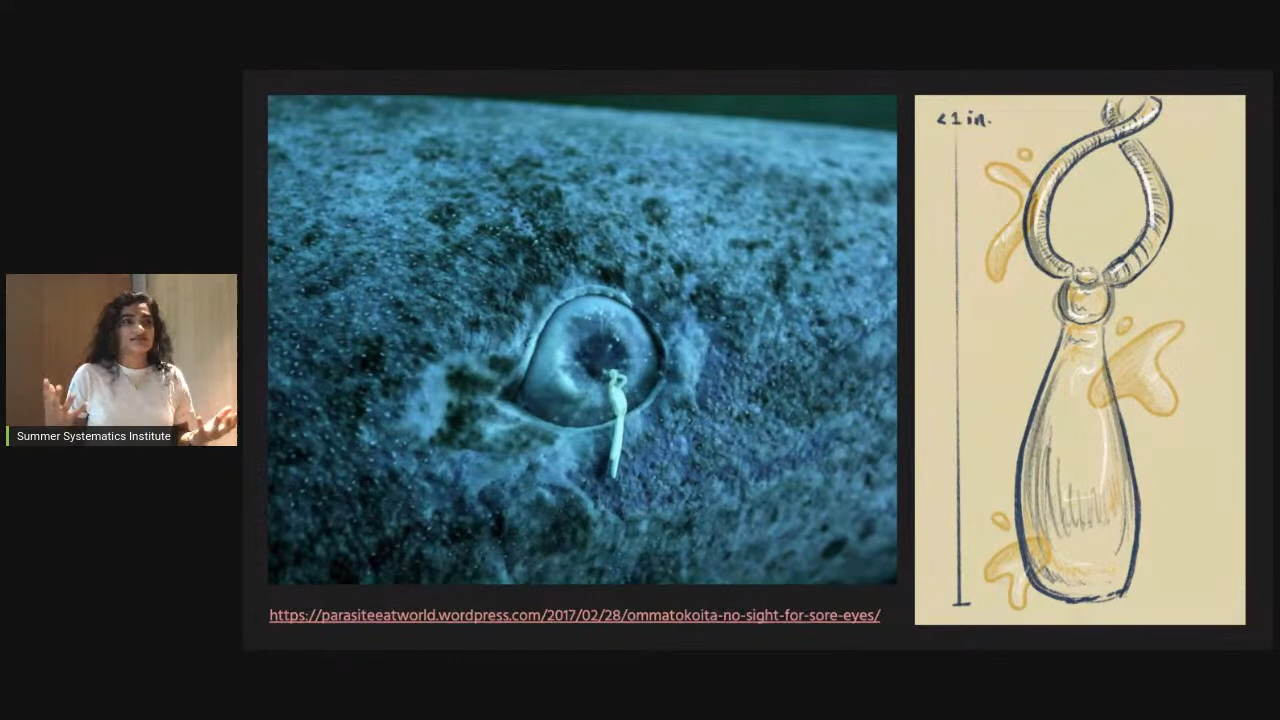 <1 in.
https://parasiteeatworld.wordpress.com/2017/02/28/ommatokoita-no-sight-for-sore-eyes/
Summer Systematics Institute